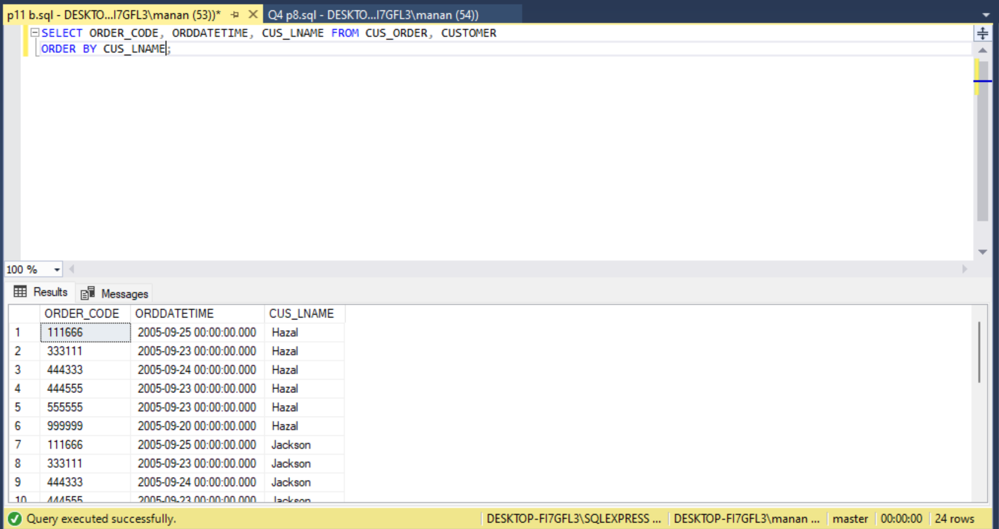 p11 b.sql - DESKTO...I7GFL3\manan (53))* Q4 p8.sql - DESKTO...I7GFL3\manan (54))
SELECT ORDER_CODE, ORDDATETIME, CUS_LNAME FROM CUS_ORDER, CUSTOMER
ORDER BY CUS_LNAME;
100 %
Results Messages
ORDER_CODE ORDDATETIME CUS_LNAME
1 111666 2005-09-25 00:00:00.000 Hazal
2 333111 2005-09-23 00:00:00.000 Hazal
3 444333 2005-09-24 00:00:00.000 Hazal
4 444555 2005-09-23 00:00:00.000 Hazal
5 555555 2005-09-23 00:00:00.000 Hazal
6 999999 2005-09-20 00:00:00.000 Hazal
7 111666 2005-09-25 00:00:00.000 Jackson
8 333111 2005-09-23 00:00:00.000 Jackson
9 444333 2005-09-24 00:00:00.000 Jackson
10 444555 2005-09-23 00:00:00.000 Jackson
Query executed successfully. DESKTOP-FI7GFL3\SQLEXPRESS ... DESKTOP-FI7GFL3\manan ... master 00:00:00 24 rows